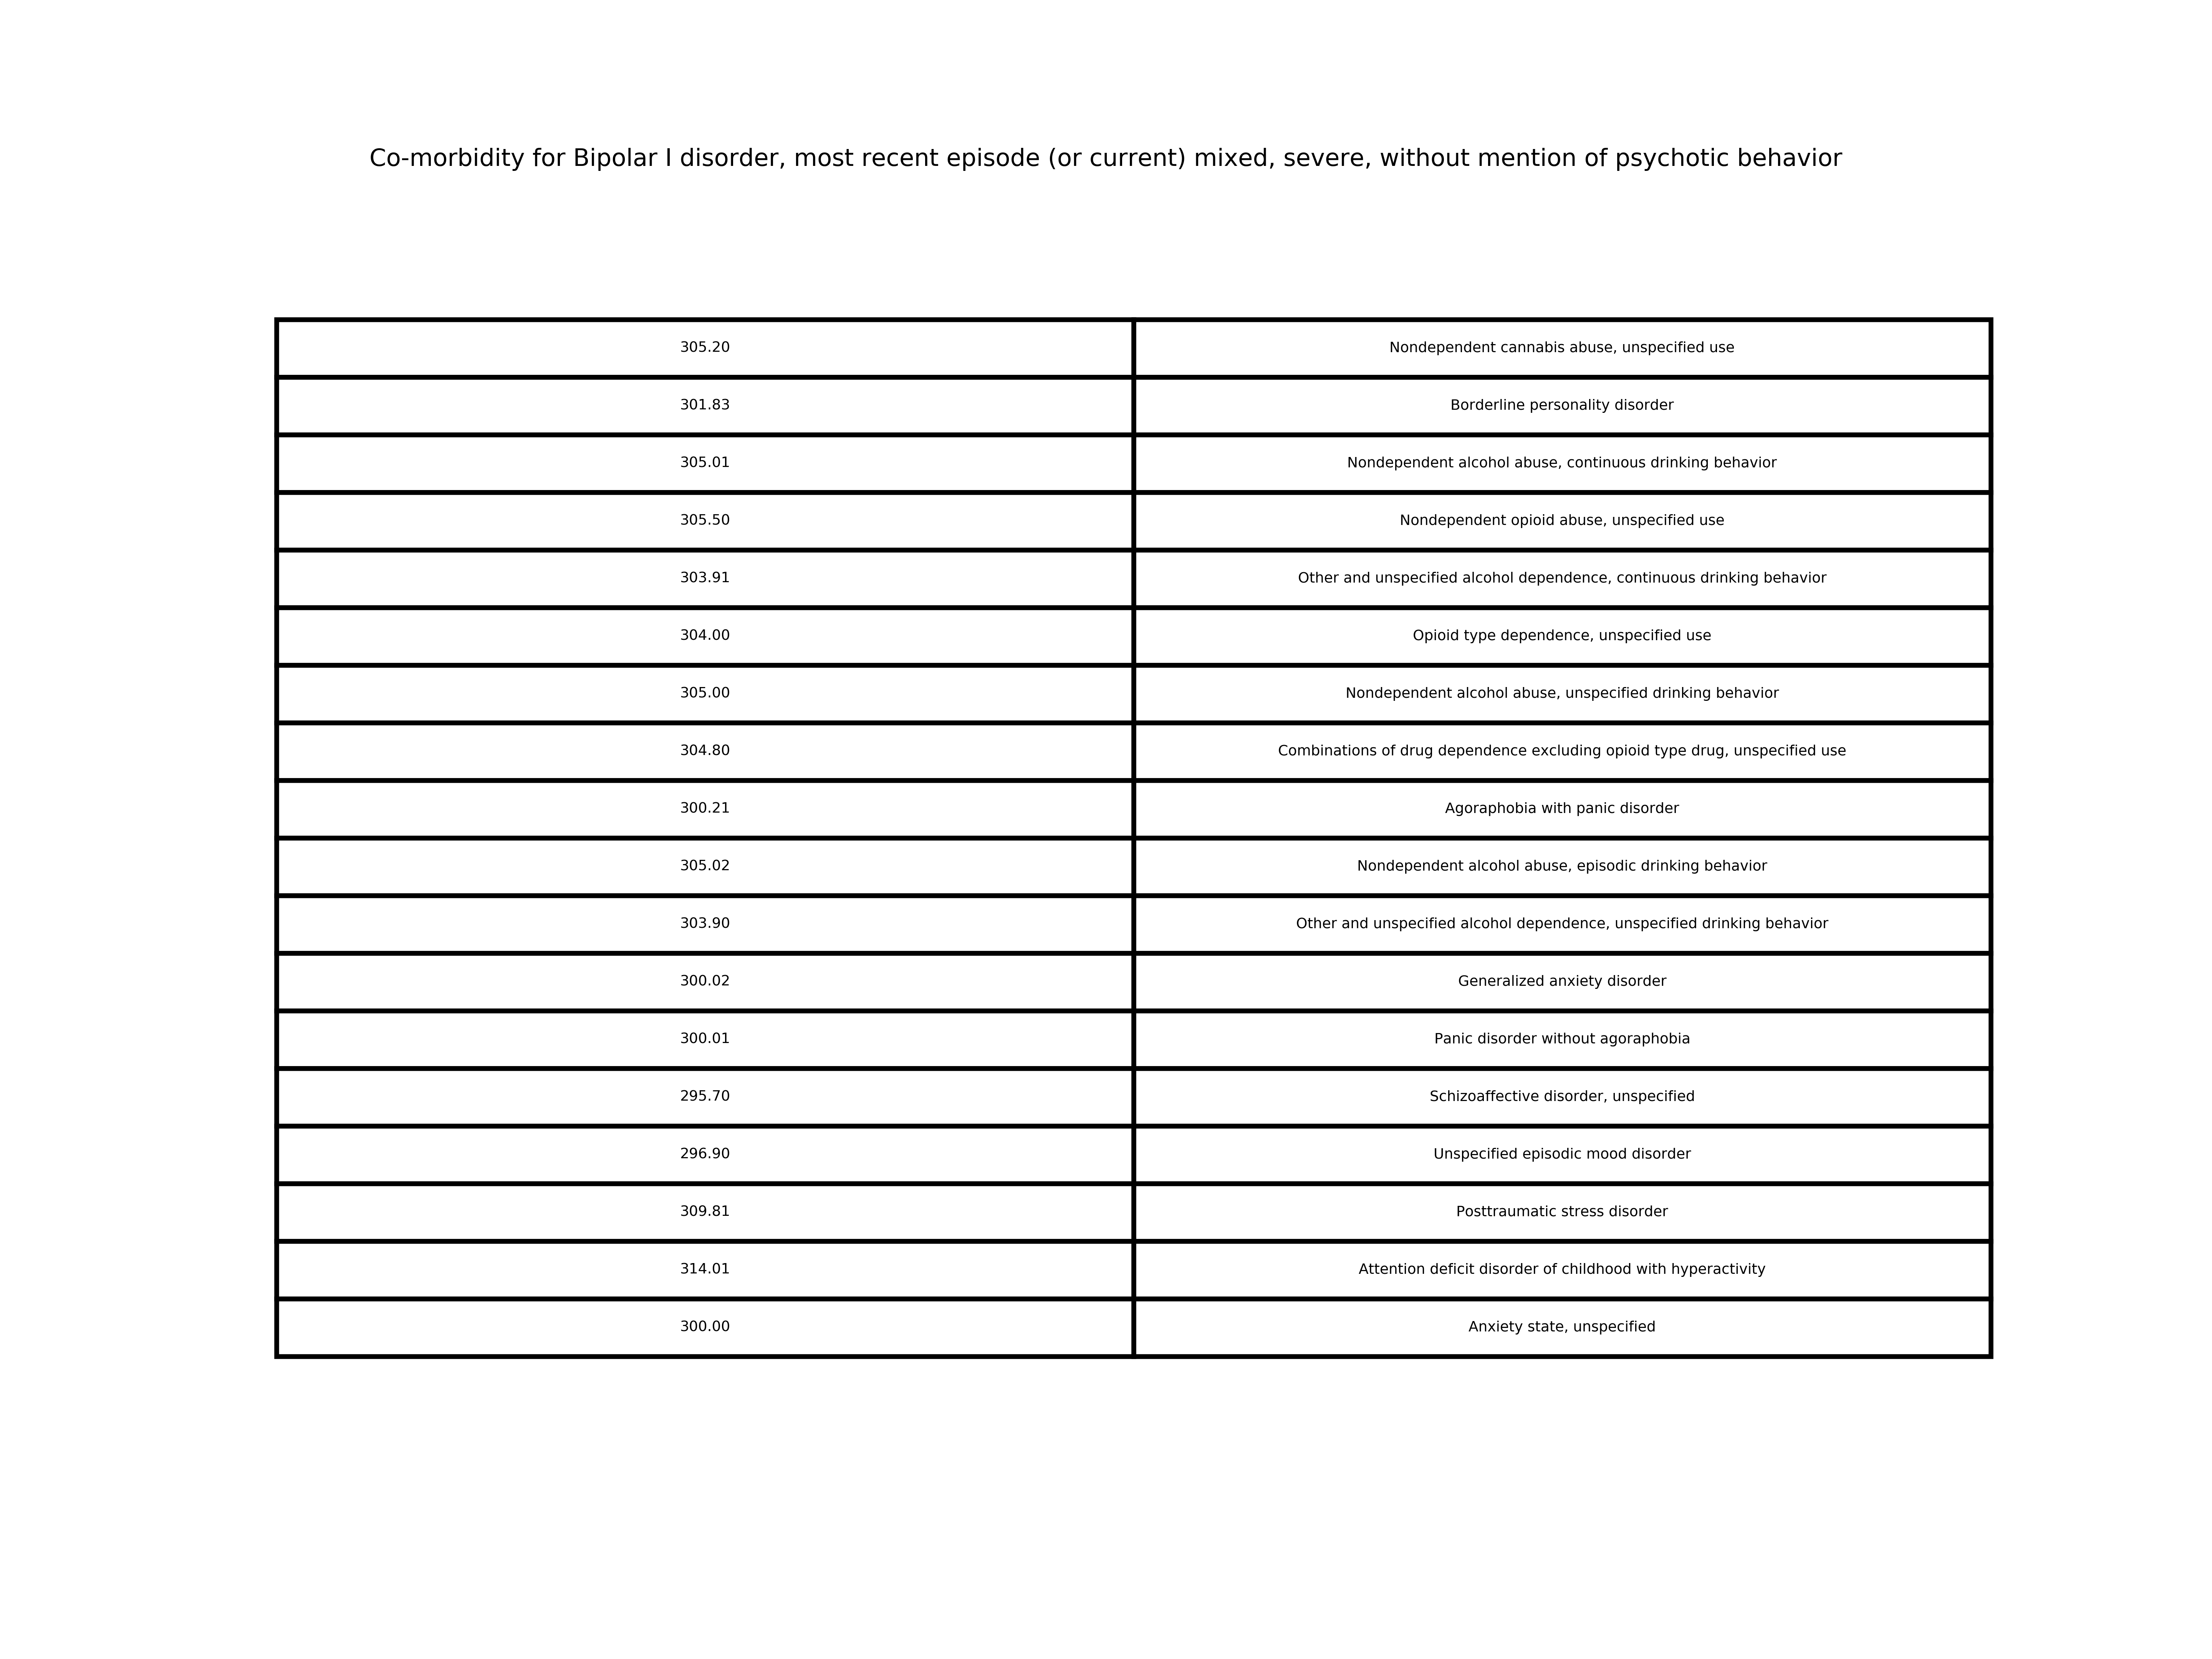 Co-morbidity for Bipolar I disorder, most recent episode (or current) mixed, severe, without mention of psychotic behavior
305.20 Nondependent cannabis abuse, unspecified use
301.83 Borderline personality disorder
305.01 Nondependent alcohol abuse, continuous drinking behavior
305.50 Nondependent opioid abuse, unspecified use
303.91 Other and unspecified alcohol dependence, continuous drinking behavior
304.00 Opioid type dependence, unspecified use
305.00 Nondependent alcohol abuse, unspecified drinking behavior
304.80 Combinations of drug dependence excluding opioid type drug, unspecified use
300.21 Agoraphobia with panic disorder
305.02 Nondependent alcohol abuse, episodic drinking behavior
303.90 Other and unspecified alcohol dependence, unspecified drinking behavior
300.02 Generalized anxiety disorder
300.01 Panic disorder without agoraphobia
295.70 Schizoaffective disorder, unspecified
296.90 Unspecified episodic mood disorder
309.81 Posttraumatic stress disorder
314.01 Attention deficit disorder of childhood with hyperactivity
300.00 Anxiety state, unspecified